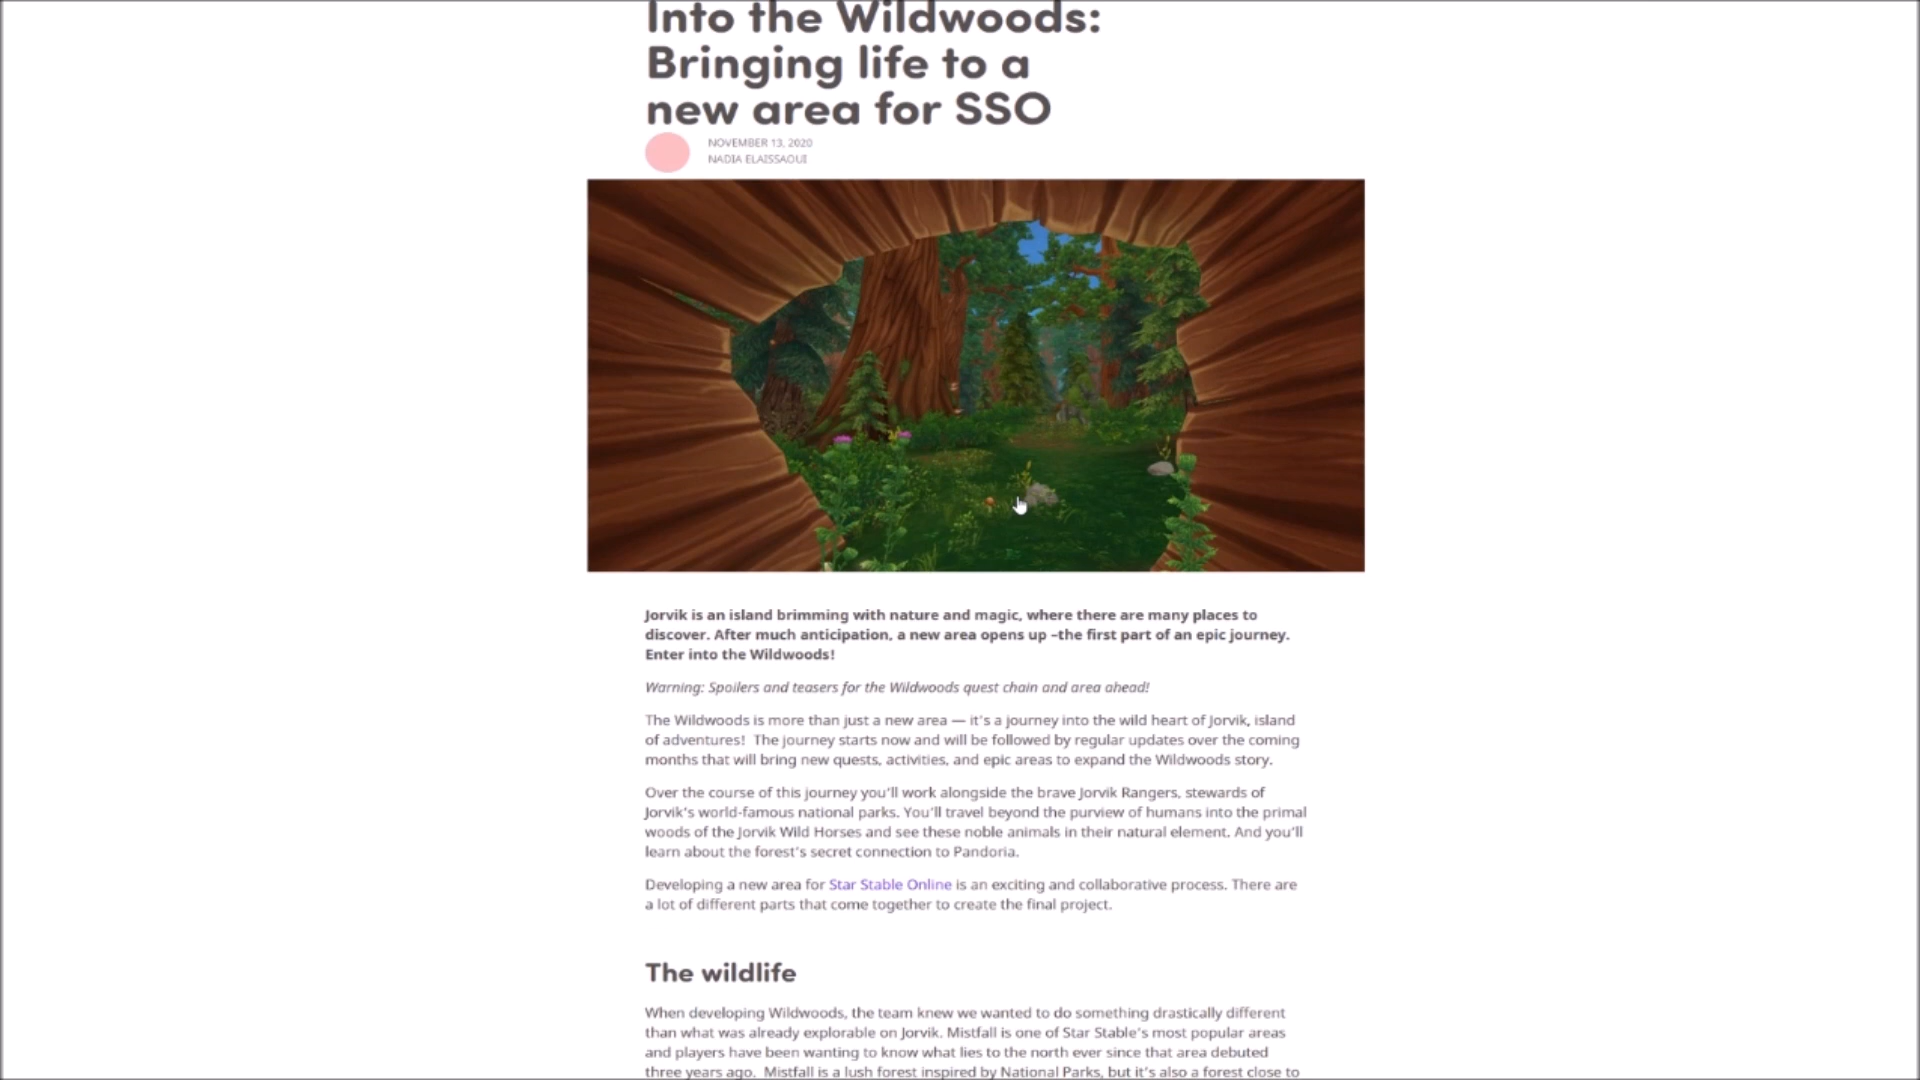 Into the Wildwoods:
Bringing life to a
new area for SSO
NOVEMBER 13, 2020
NADIA ELAISSAOUI
Jorvik is an island brimming with nature and magic, where there are many places to
discover. After much anticipation, a new area opens up –the first part of an epic journey.
Enter into the Wildwoods!
Warning: Spoilers and teasers for the Wildwoods quest chain and area ahead!
The Wildwoods is more than just a new area — it's a journey into the wild heart of Jorvik, island
of adventures!  The journey starts now and will be followed by regular updates over the coming
months that will bring new quests, activities, and epic areas to expand the Wildwoods story.
Over the course of this journey you'll work alongside the brave Jorvik Rangers, stewards of
Jorvik's world-famous national parks. You'll travel beyond the purview of humans into the primal
woods of the Jorvik Wild Horses and see these noble animals in their natural element. And you'll
learn about the forest's secret connection to Pandoria.
Developing a new area for Star Stable Online is an exciting and collaborative process. There are
a lot of different parts that come together to create the final project.
The wildlife
When developing Wildwoods, the team knew we wanted to do something drastically different
than what was already explorable on Jorvik. Mistfall is one of Star Stable's most popular areas
and players have been wanting to know what lies to the north ever since that area debuted
three years ago.  Mistfall is a lush forest inspired by National Parks, but it's also a forest close to